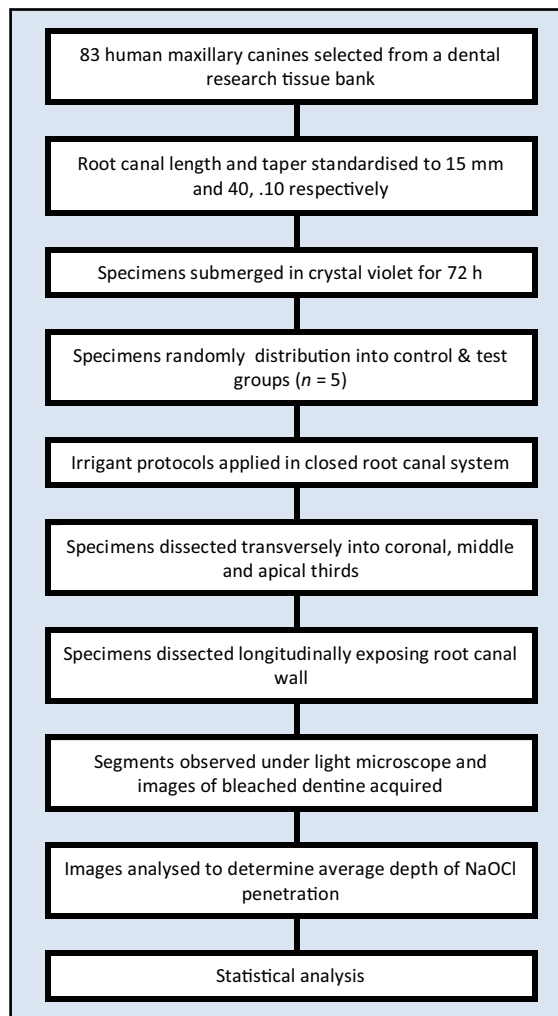 83 human maxillary canines selected from a dental
research tissue bank
Root canal length and taper standardised to 15 mm
and 40, .10 respectively
Specimens submerged in crystal violet for 72 h
Specimens randomly distribution into control & test
groups (n = 5)
Irrigant protocols applied in closed root canal system
Specimens dissected transversely into coronal, middle
and apical thirds
Specimens dissected longitudinally exposing root canal
wall
Segments observed under light microscope and
images of bleached dentine acquired
Images analysed to determine average depth of NaOCl
penetration
Statistical analysis